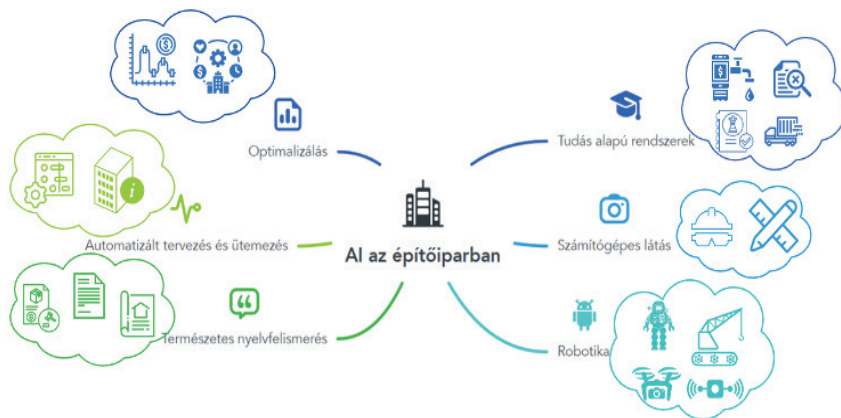 Optimalizálás
Tudás alapú rendszerek
Automatizált tervezés és ütemezés
AI az építőiparban
Számítógépes látás
Természetes nyelvfelismerés
Robotika